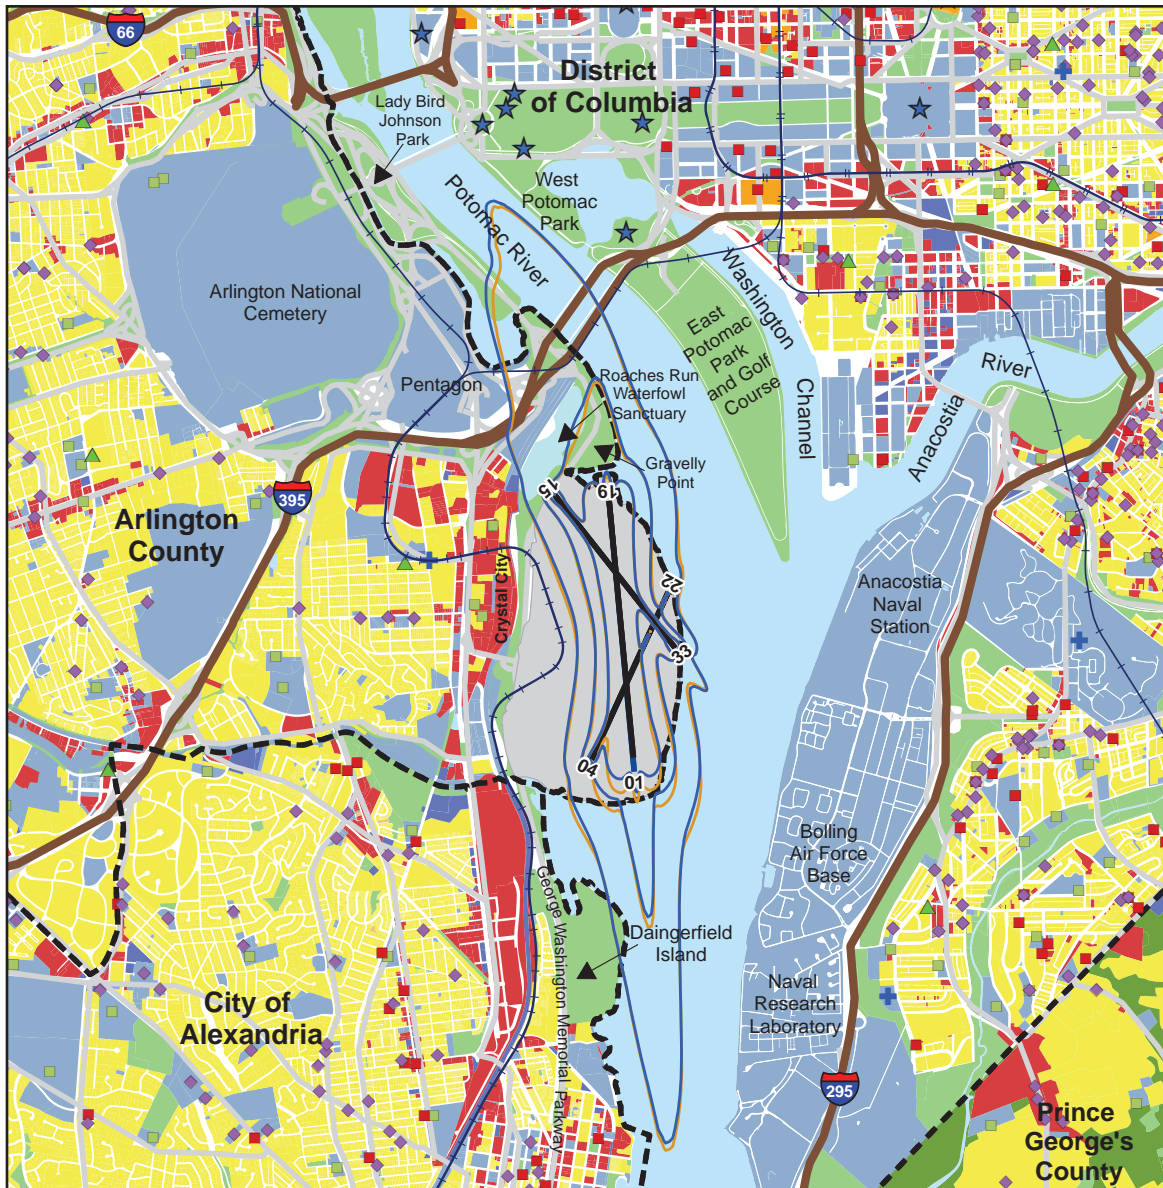 66
District
of Columbia
Lady Bird
Johnson
Park
West
Potomac
Park
Potomac River
Washington
Channel
Arlington National
Cemetery
East
Potomac
Park
and Golf
Course
River
Anacostia
Pentagon
Roaches Run
Waterfowl
Sanctuary
Gravelly
Point
15
19
395
Arlington
County
Crystal City
22
Anacostia
Naval
Station
33
04
01
Bolling
Air Force
Base
George Washington Memorial Parkway
Daingerfield
Island
City of
Alexandria
Naval
Research
Laboratory
295
Prince
George's
County